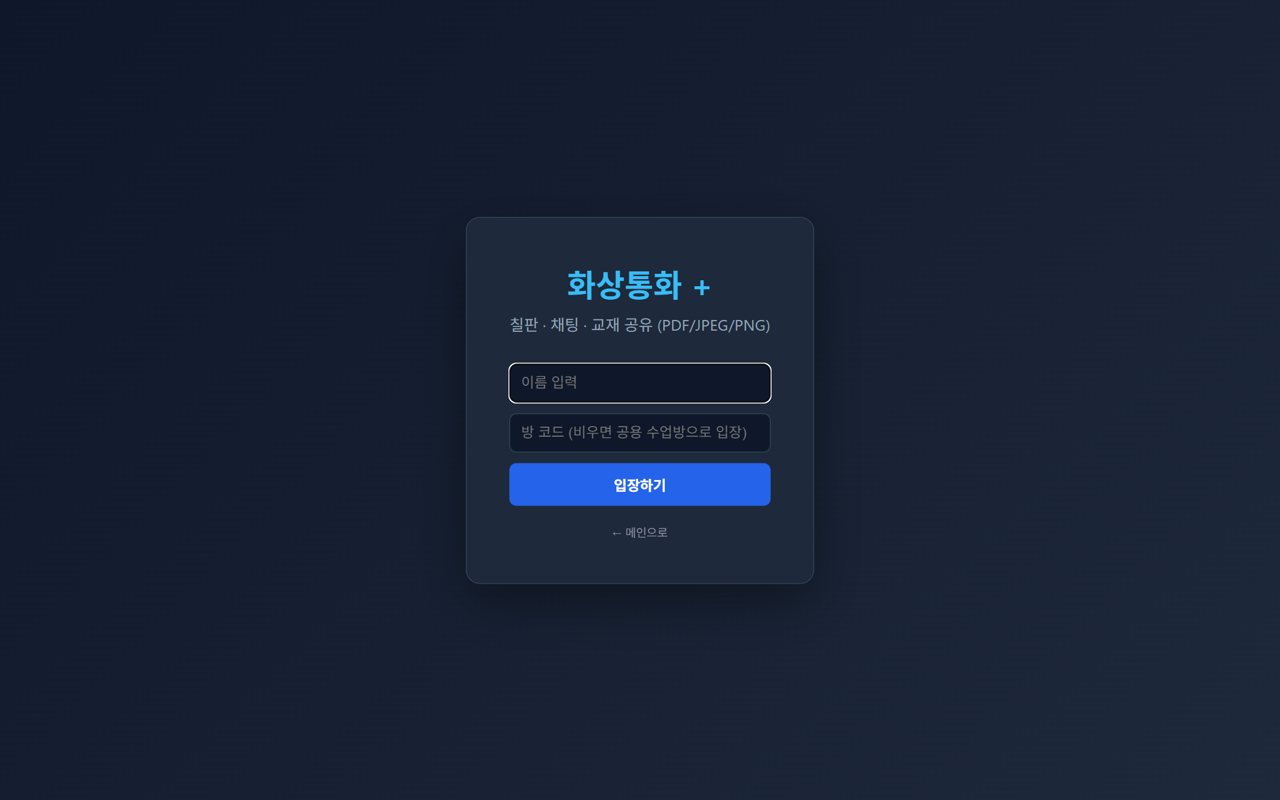 화상통화 +
칠판 · 채팅 · 교재 공유 (PDF/JPEG/PNG)
이름 입력
방 코드 (비우면 공용 수업방으로 입장)
입장하기
← 메인으로